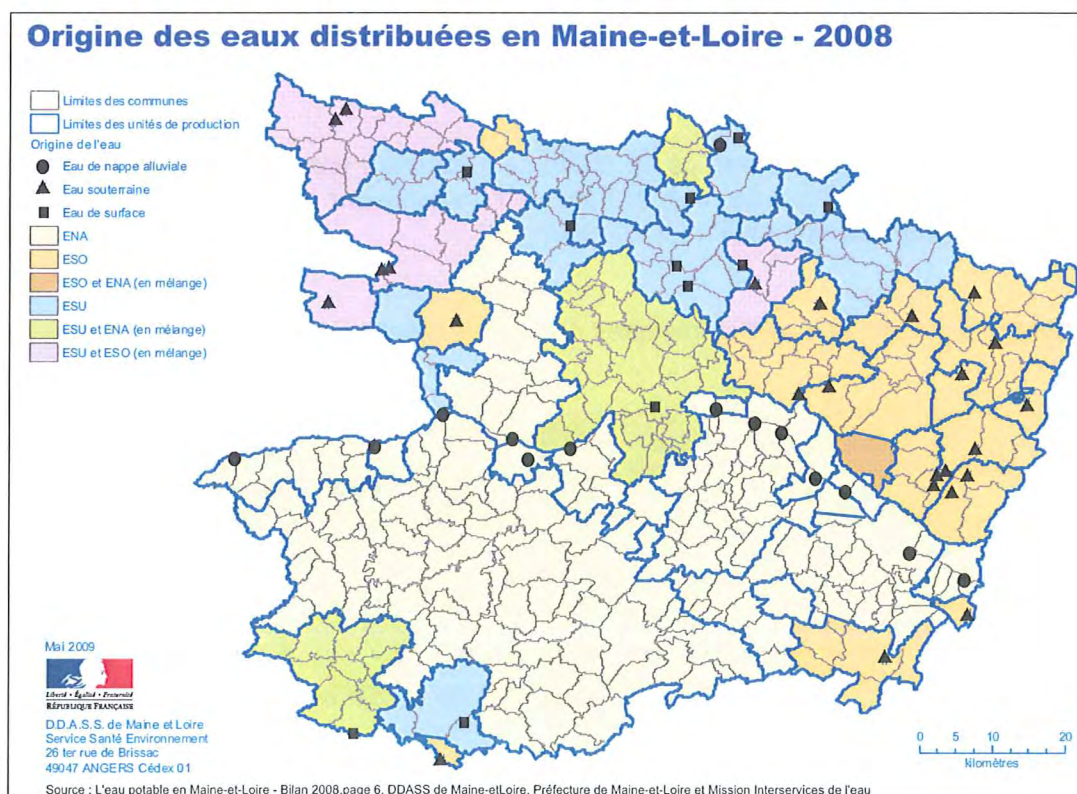 Origine des eaux distribuées en Maine-et-Loire - 2008
Limites des communes
Limites des unités de production
Origine de l'eau
Eau de nappe alluviale
Eau souterraine
Eau de surface
ENA
ESO
ESO et ENA (en mélange)
ESU
ESU et ENA (en mélange)
ESU et ESO (en mélange)
Mai 2009
Liberté • Égalité • Fraternité
RÉPUBLIQUE FRANÇAISE
D.D.A.S.S. de Maine et Loire
Service Santé Environnement
26 ter rue de Brissac
49047 ANGERS Cédex 01
0 5 10 20
Kilomètres
Source : L'eau potable en Maine-et-Loire - Bilan 2008,page 6, DDASS de Maine-etLoire, Préfecture de Maine-et-Loire et Mission Interservices de l'eau